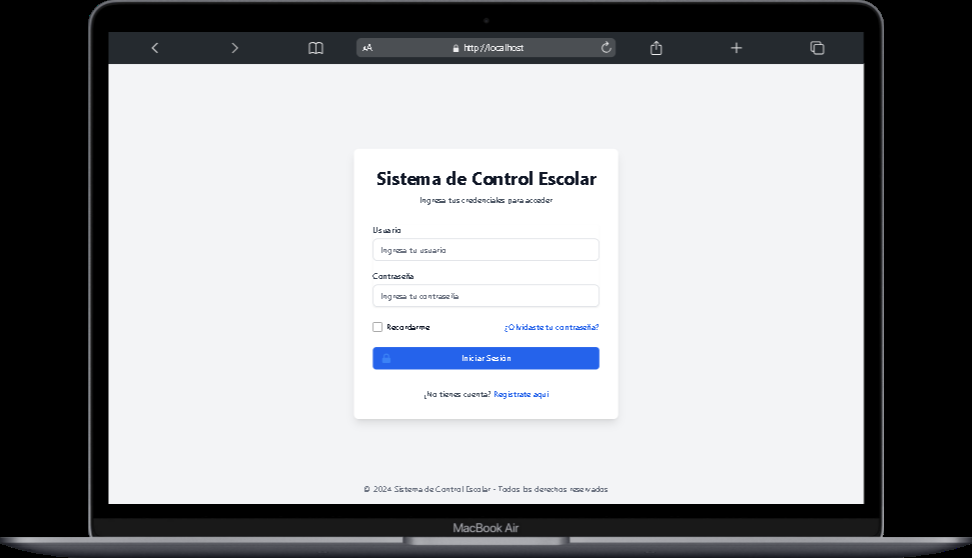 AA
http://localhost
Sistema de Control Escolar
Ingresa tus credenciales para acceder
Usuario
Ingresa tu usuario
Contraseña
Ingresa tu contraseña
Recordarme
¿Olvidaste tu contraseña?
Iniciar Sesión
¿No tienes cuenta? Regístrate aquí
© 2024 Sistema de Control Escolar - Todos los derechos reservados
MacBook Air